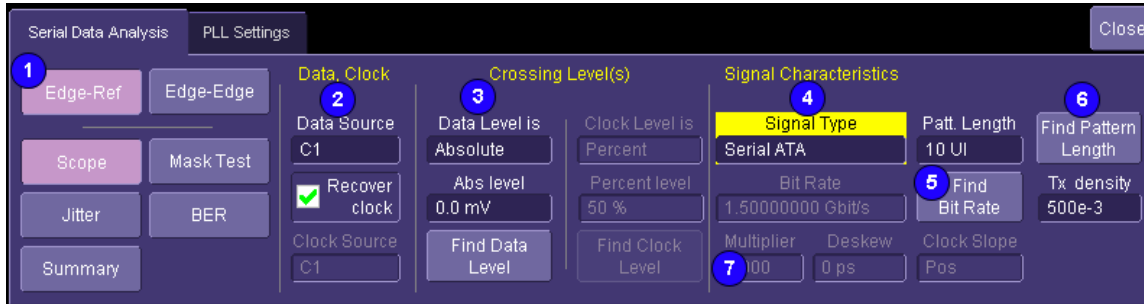 Serial Data Analysis
PLL Settings
Close
1
Edge-Ref
Edge-Edge
Scope
Mask Test
Jitter
BER
Summary
Data, Clock
2
Data Source
C1
Recover
clock
Clock Source
C1
Crossing Level(s)
3
Data Level is
Absolute
Abs level
0.0 mV
Find Data
Level
Clock Level is
Percent
Percent level
50 %
Find Clock
Level
Signal Characteristics
4
Signal Type
Serial ATA
Bit Rate
1.50000000 Gbit/s
Multiplier
7
Deskew
0 ps
Patt. Length
10 UI
5
Find
Bit Rate
Clock Slope
Pos
6
Find Pattern
Length
Tx density
500e-3